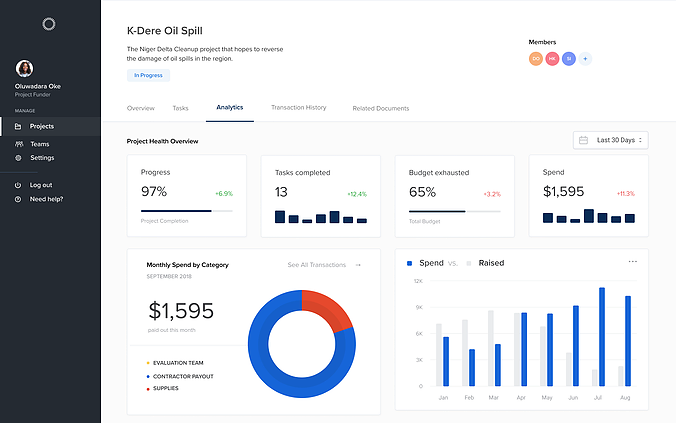 K-Dere Oil Spill
The Niger Delta Cleanup project that hopes to reverse
the damage of oil spills in the region.
In Progress
Members
DO HK SI +
Oluwadara Oke
Project Funder
MANAGE
Projects
Teams
Settings
Log out
Need help?
Overview Tasks Analytics Transaction History Related Documents
Project Health Overview
Last 30 Days
Progress
97% +6.9%
Project Completion
Tasks completed
13 +12.4%
Budget exhausted
65% +3.2%
Total Budget
Spend
$1,595 +11.3%
Monthly Spend by Category See All Transactions →
SEPTEMBER 2018
$1,595
paid out this month
EVALUATION TEAM
CONTRACTOR PAYOUT
SUPPLIES
Spend VS. Raised
12K
9K
6K
3K
0
Jan Feb Mar Apr May Jun Jul Aug